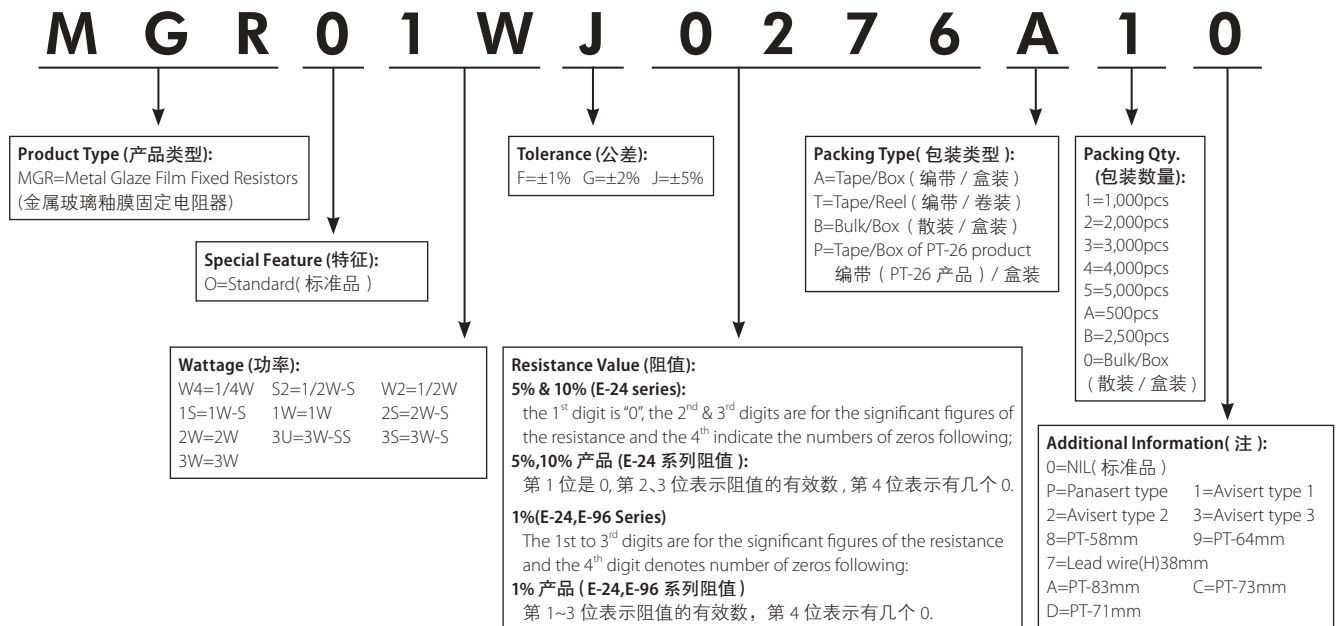 M G R 0 1 W J 0 2 7 6 A 1 0
Product Type (产品类型):
MGR=Metal Glaze Film Fixed Resistors
(金属玻璃釉膜固定电阻器)
Special Feature (特征):
O=Standard( 标准品 )
Wattage (功率):
W4=1/4W S2=1/2W-S W2=1/2W
1S=1W-S 1W=1W 2S=2W-S
2W=2W 3U=3W-SS 3S=3W-S
3W=3W
Tolerance (公差):
F=±1% G=±2% J=±5%
Resistance Value (阻值):
5% & 10% (E-24 series):
the 1st digit is “0”, the 2nd & 3rd digits are for the significant figures of
the resistance and the 4th indicate the numbers of zeros following;
5%,10% 产品 (E-24 系列阻值 ):
第 1 位是 0, 第 2、3 位表示阻值的有效数 , 第 4 位表示有几个 0.
1%(E-24,E-96 Series)
The 1st to 3rd digits are for the significant figures of the resistance
and the 4th digit denotes number of zeros following:
1% 产品 ( E-24,E-96 系列阻值 )
第 1~3 位表示阻值的有效数，第 4 位表示有几个 0.
Packing Type( 包装类型 ):
A=Tape/Box ( 编带 / 盒装 )
T=Tape/Reel ( 编带 / 卷装 )
B=Bulk/Box ( 散装 / 盒装 )
P=Tape/Box of PT-26 product
编带 ( PT-26 产品 ) / 盒装
Packing Qty.
(包装数量):
1=1,000pcs
2=2,000pcs
3=3,000pcs
4=4,000pcs
5=5,000pcs
A=500pcs
B=2,500pcs
0=Bulk/Box
( 散装 / 盒装 )
Additional Information( 注 ):
0=NIL( 标准品 )
P=Panasert type 1=Avisert type 1
2=Avisert type 2 3=Avisert type 3
8=PT-58mm 9=PT-64mm
7=Lead wire(H)38mm
A=PT-83mm C=PT-73mm
D=PT-71mm